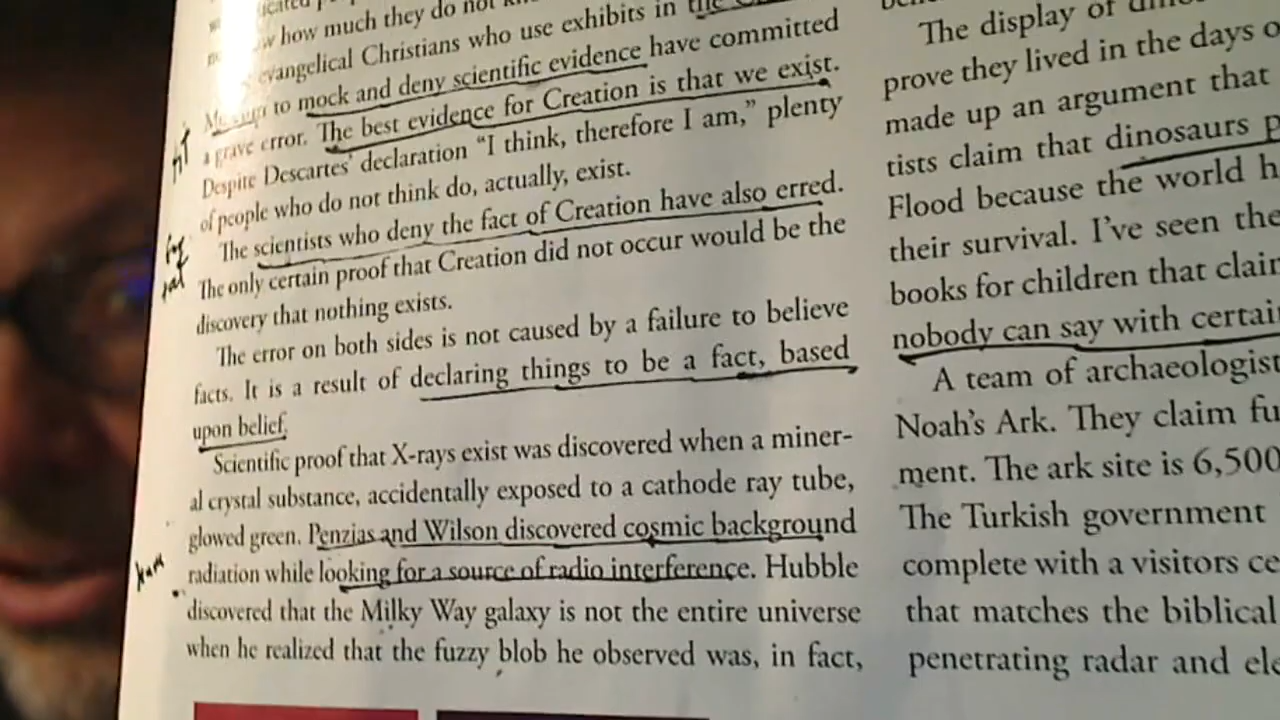 how much they do not
evangelical Christians who use exhibits in the
to mock and deny scientific evidence have committed
a grave error. The best evidence for Creation is that we exist.
Despite Descartes' declaration “I think, therefore I am,” plenty
of people who do not think do, actually, exist.
The scientists who deny the fact of Creation have also erred.
The only certain proof that Creation did not occur would be the
discovery that nothing exists.
The error on both sides is not caused by a failure to believe
facts. It is a result of declaring things to be a fact, based
upon belief.
Scientific proof that X-rays exist was discovered when a miner-
al crystal substance, accidentally exposed to a cathode ray tube,
glowed green. Penzias and Wilson discovered cosmic background
radiation while looking for a source of radio interference. Hubble
discovered that the Milky Way galaxy is not the entire universe
when he realized that the fuzzy blob he observed was, in fact,
The display of
prove they lived in the days
made up an argument that
tists claim that dinosaurs
Flood because the world
their survival. I've seen the
books for children that
nobody can say with
A team of
Noah's Ark. They claim
ment. The ark site is 6,500
The Turkish government
complete with a visitors
that matches the biblical
penetrating radar and